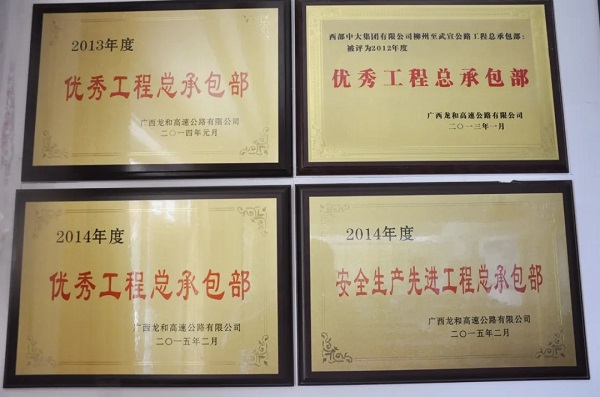 2013年度
优秀工程总承包部
广西龙和高速公路有限公司
二〇一四年元月
西部中大集团有限公司柳州至武宣公路工程总承包部：
被评为2012年度
优秀工程总承包部
广西龙和高速公路有限公司
二〇一三年一月
2014年度
优秀工程总承包部
广西龙和高速公路有限公司
二〇一五年二月
2014年度
安全生产先进工程总承包部
广西龙和高速公路有限公司
二〇一五年二月